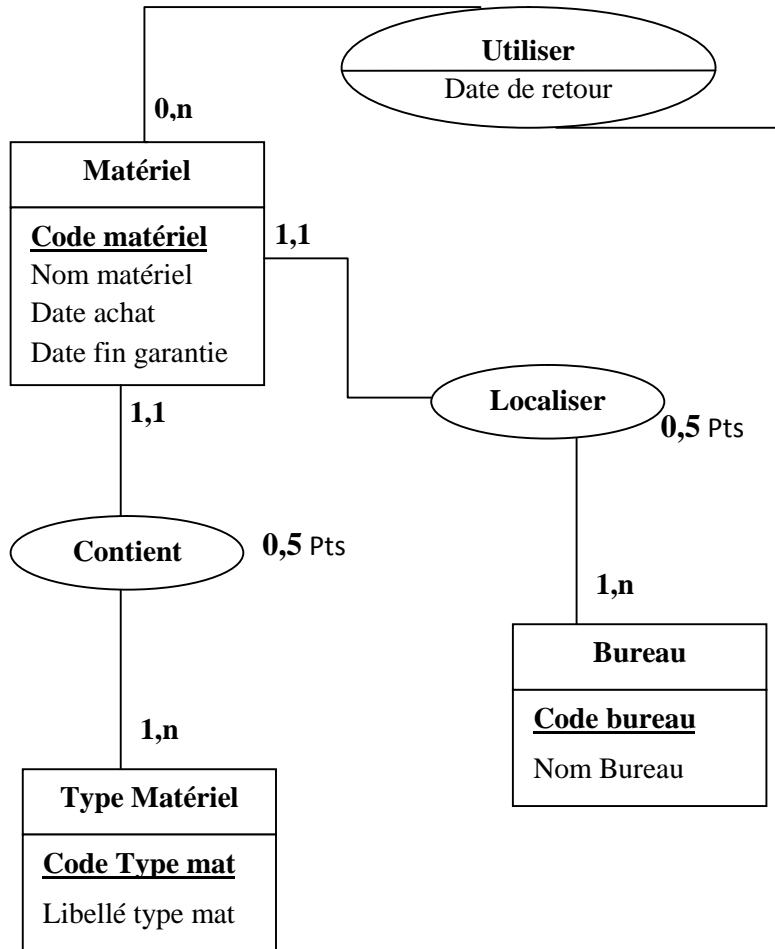 Utiliser
Date de retour
0,n
Matériel
Code matériel
Nom matériel
Date achat
Date fin garantie
1,1
1,1
Localiser
0,5 Pts
Contient
0,5 Pts
1,n
Bureau
Code bureau
Nom Bureau
1,n
Type Matériel
Code Type mat
Libellé type mat